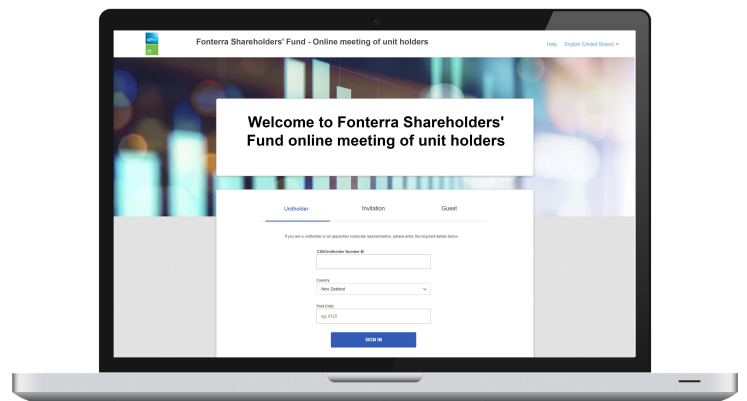 Fonterra Shareholders' Fund - Online meeting of unit holders
Help English (United States)
Welcome to Fonterra Shareholders'
Fund online meeting of unit holders
Unitholder Invitation Guest
If you are a unitholder or an appointed corporate representative, please enter the required details below.
CSN/Unitholder Number
Country
New Zealand
Post Code
eg. 0123
SIGN IN